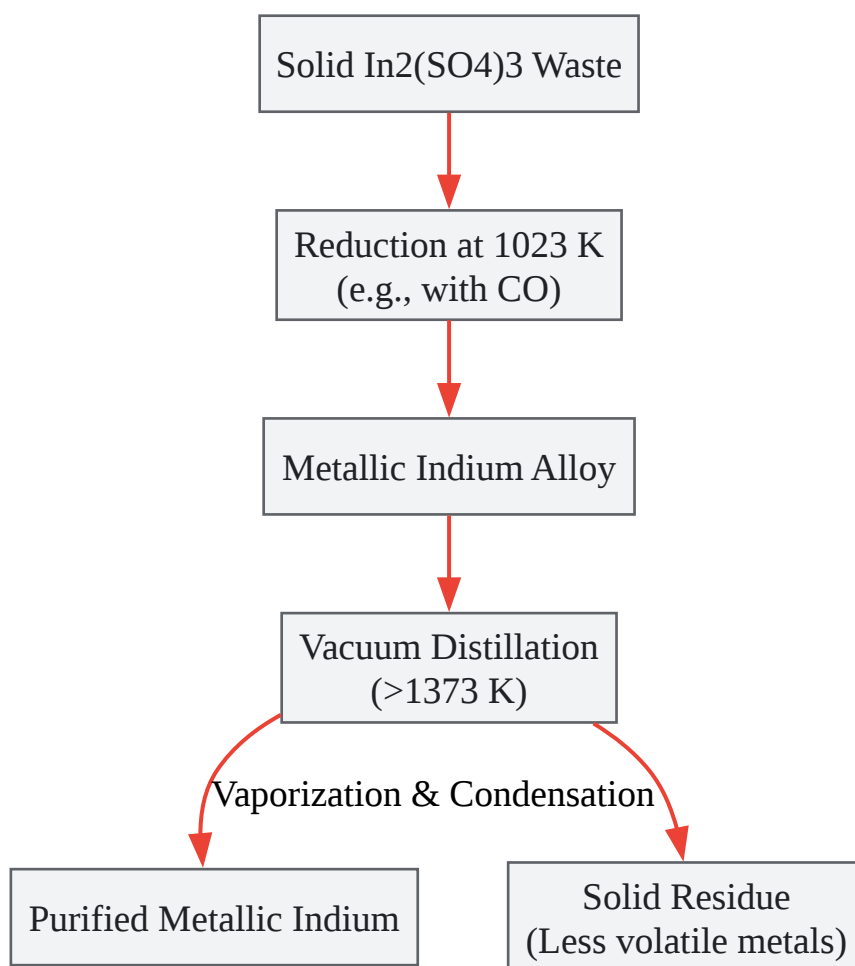 Solid In2(SO4)3 Waste
Reduction at 1023 K
(e.g., with CO)
Metallic Indium Alloy
Vacuum Distillation
(>1373 K)
Vaporization & Condensation
Purified Metallic Indium
Solid Residue
(Less volatile metals)